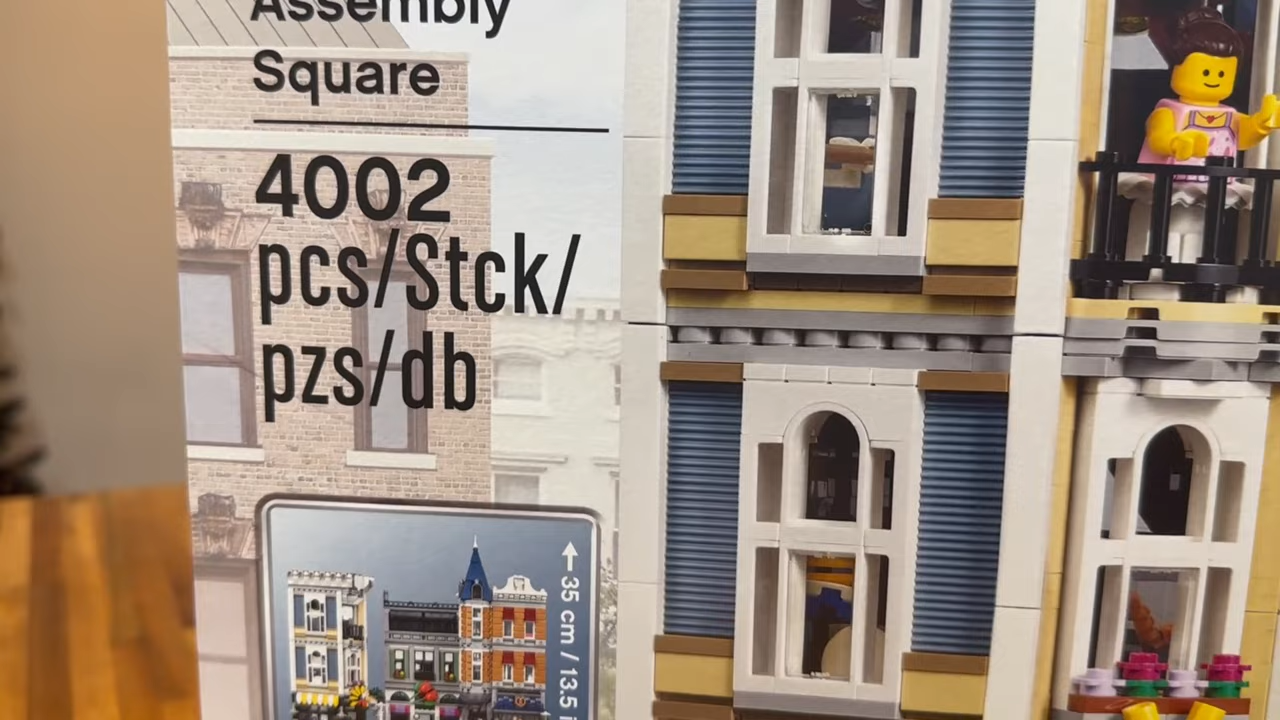 Assembly
Square
4002
pcs/Stck/
pzs/db
35 cm / 13.5